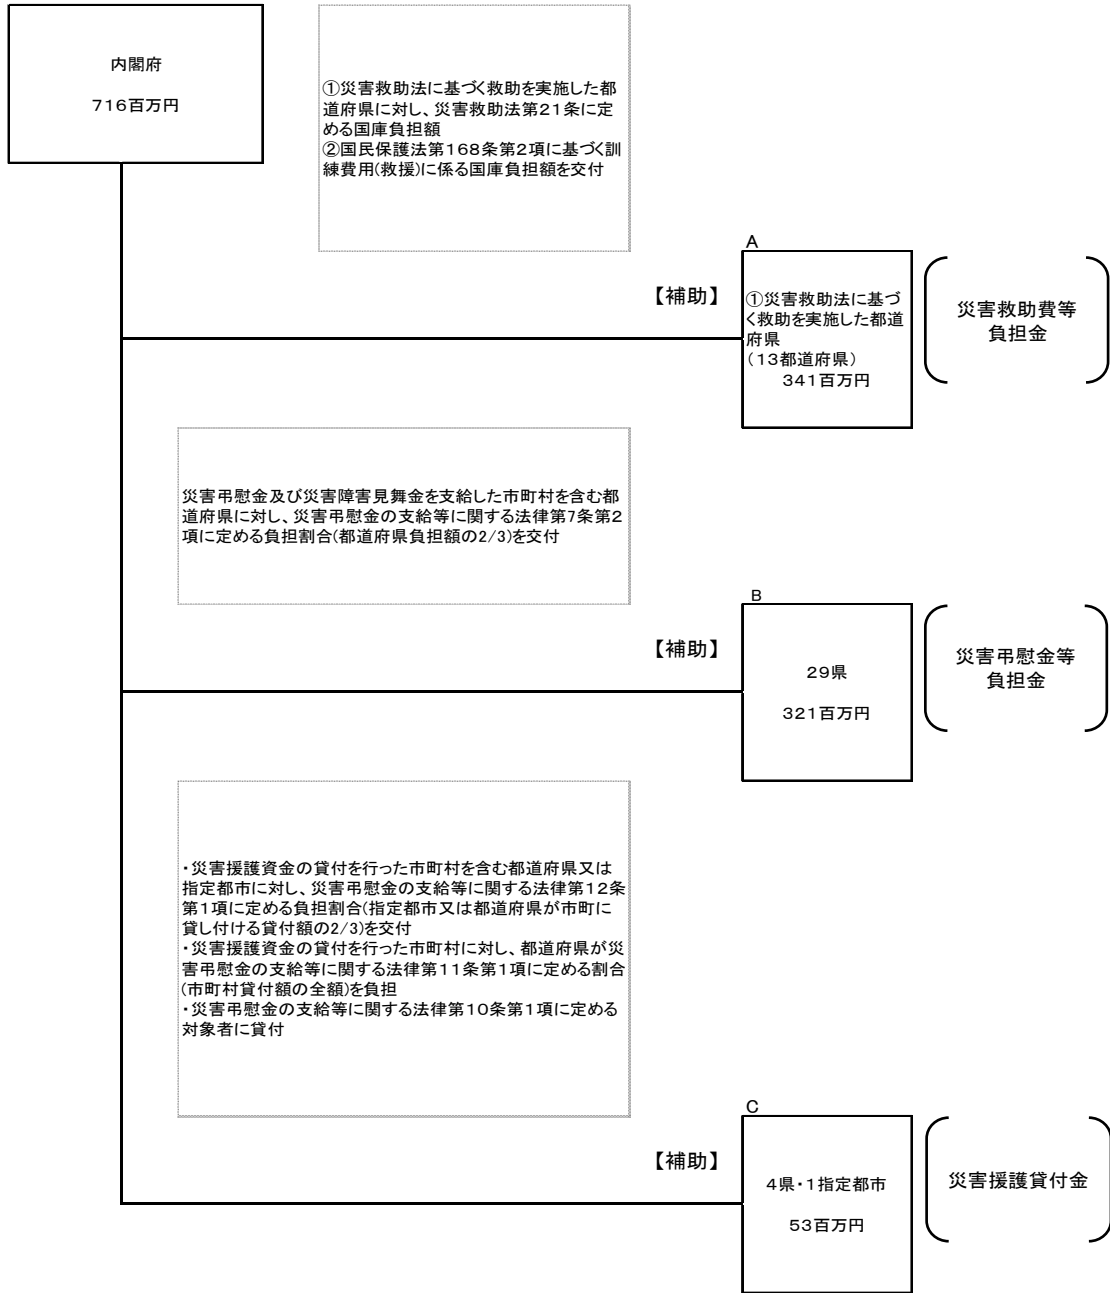 内閣府
716百万円
①災害救助法に基づく救助を実施した都
道府県に対し、災害救助法第21条に定
める国庫負担額
②国民保護法第168条第2項に基づく訓
練費用(救援)に係る国庫負担額を交付
A
【補助】
①災害救助法に基づ
く救助を実施した都道
府県
(13都道府県)
341百万円
災害救助費等
負担金
災害弔慰金及び災害障害見舞金を支給した市町村を含む都
道府県に対し、災害弔慰金の支給等に関する法律第7条第2
項に定める負担割合(都道府県負担額の2/3)を交付
B
【補助】
29県
321百万円
災害弔慰金等
負担金
・災害援護資金の貸付を行った市町村を含む都道府県又は
指定都市に対し、災害弔慰金の支給等に関する法律第12条
第1項に定める負担割合(指定都市又は都道府県が市町に
貸し付ける貸付額の2/3)を交付
・災害援護資金の貸付を行った市町村に対し、都道府県が災
害弔慰金の支給等に関する法律第11条第1項に定める割合
(市町村貸付額の全額)を負担
・災害弔慰金の支給等に関する法律第10条第1項に定める
対象者に貸付
C
【補助】
4県・1指定都市
53百万円
災害援護貸付金